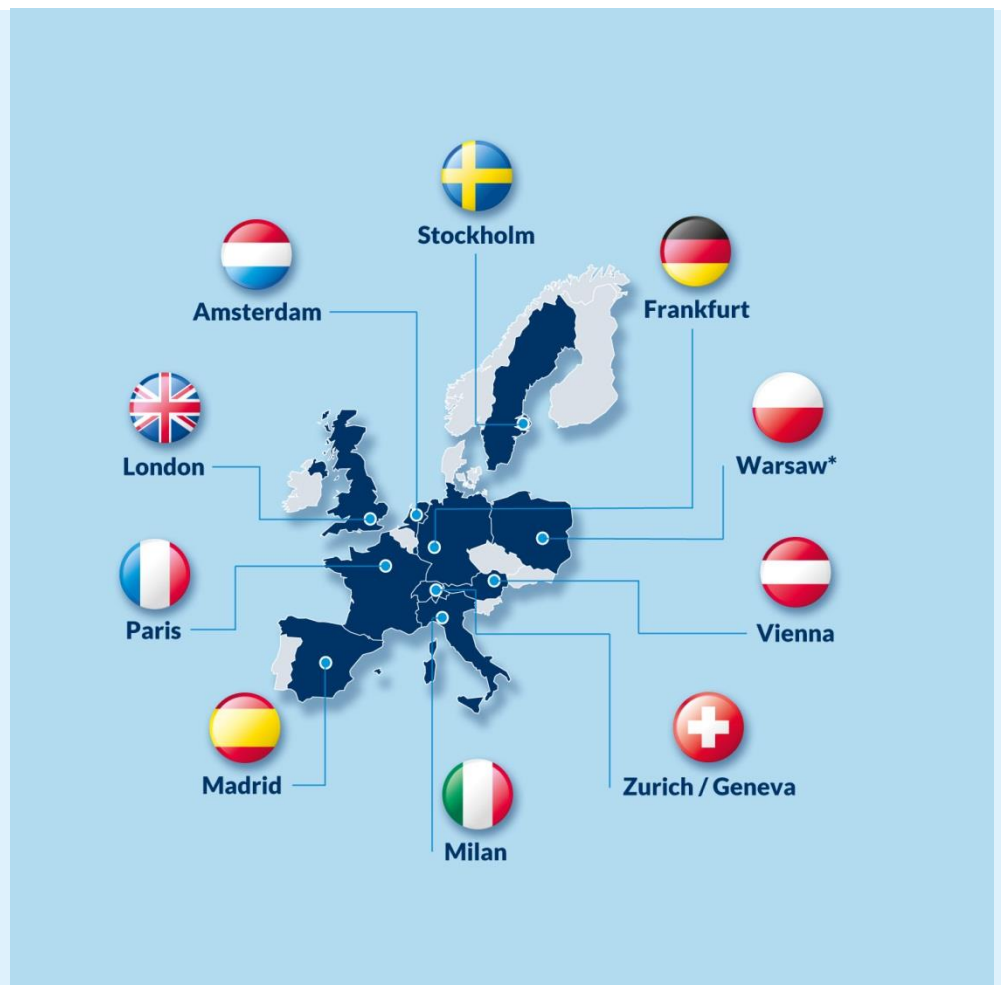 Stockholm
Amsterdam
Frankfurt
London
Warsaw*
Paris
Vienna
Madrid
Zurich / Geneva
Milan